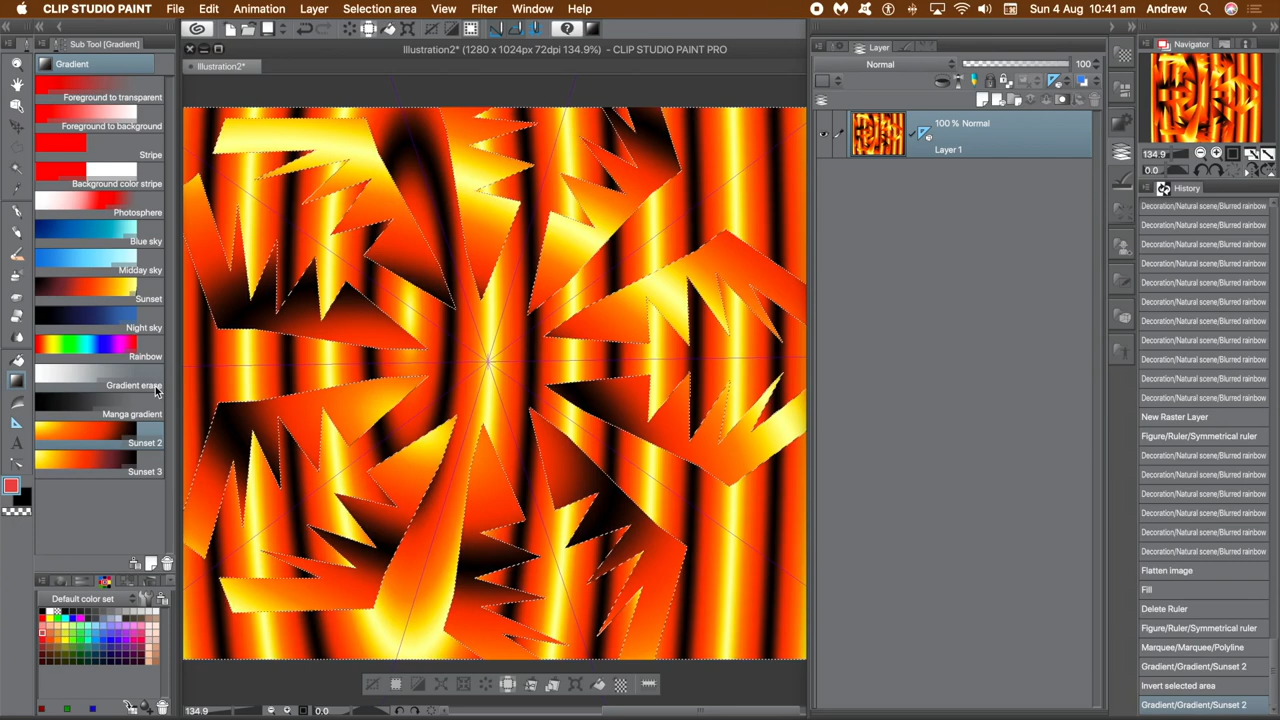 CLIP STUDIO PAINT File Edit Animation Layer Selection area View Filter Window Help Sun 4 Aug 10:41 am Andrew
Illustration2* (1280 x 1024px 72dpi 134.9%) - CLIP STUDIO PAINT PRO
Illustration2*
Sub Tool [Gradient]
Gradient
Foreground to transparent
Foreground to background
Stripe
Background color stripe
Photosphere
Blue sky
Midday sky
Sunset
Night sky
Rainbow
Gradient erase
Manga gradient
Sunset 2
Sunset 3
Default color set
134.9
0.0
Layer
Normal
100
100 % Normal
Layer 1
Navigator
134.9
0.0
History
Decoration/Natural scene/Blurred rainbow
Decoration/Natural scene/Blurred rainbow
Decoration/Natural scene/Blurred rainbow
Decoration/Natural scene/Blurred rainbow
Decoration/Natural scene/Blurred rainbow
Decoration/Natural scene/Blurred rainbow
Decoration/Natural scene/Blurred rainbow
Decoration/Natural scene/Blurred rainbow
Decoration/Natural scene/Blurred rainbow
Decoration/Natural scene/Blurred rainbow
Decoration/Natural scene/Blurred rainbow
New Raster Layer
Figure/Ruler/Symmetrical ruler
Decoration/Natural scene/Blurred rainbow
Decoration/Natural scene/Blurred rainbow
Decoration/Natural scene/Blurred rainbow
Decoration/Natural scene/Blurred rainbow
Decoration/Natural scene/Blurred rainbow
Decoration/Natural scene/Blurred rainbow
Flatten image
Fill
Delete Ruler
Figure/Ruler/Symmetrical ruler
Marquee/Marquee/Polyline
Gradient/Gradient/Sunset 2
Invert selected area
Gradient/Gradient/Sunset 2